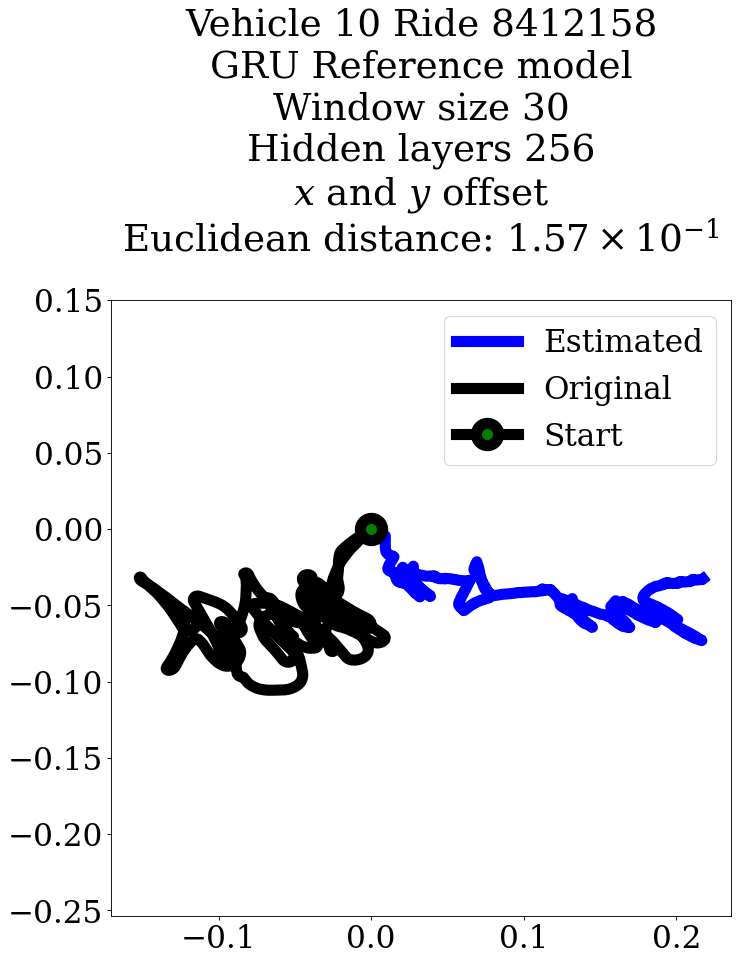 Vehicle 10 Ride 8412158
GRU Reference model
Window size 30
Hidden layers 256
x and y offset
Euclidean distance: 1.57 × 10⁻¹
Estimated
Original
Start
0.15
0.10
0.05
0.00
−0.05
−0.10
−0.15
−0.20
−0.25
−0.1
0.0
0.1
0.2